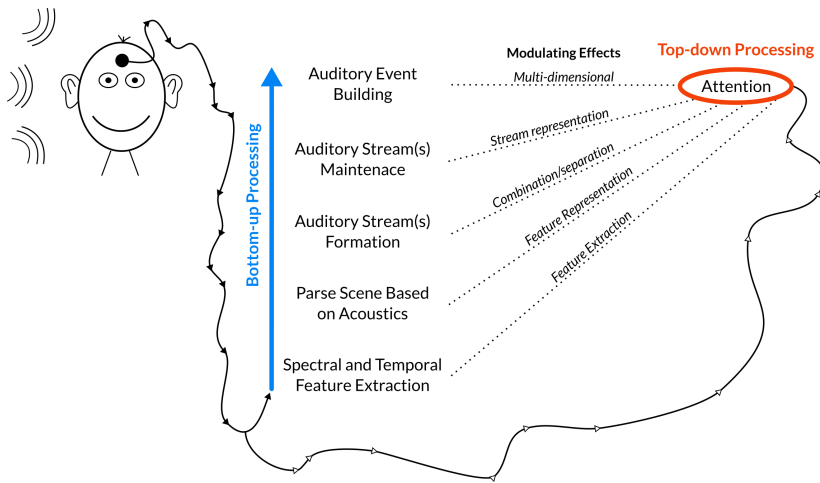 Modulating Effects
Top-down Processing
Auditory Event
Building
Multi-dimensional
Attention
Stream representation
Auditory Stream(s)
Maintenace
Combination/separation
Bottom-up Processing
Auditory Stream(s)
Formation
Feature Representation
Feature Extraction
Parse Scene Based
on Acoustics
Spectral and Temporal
Feature Extraction